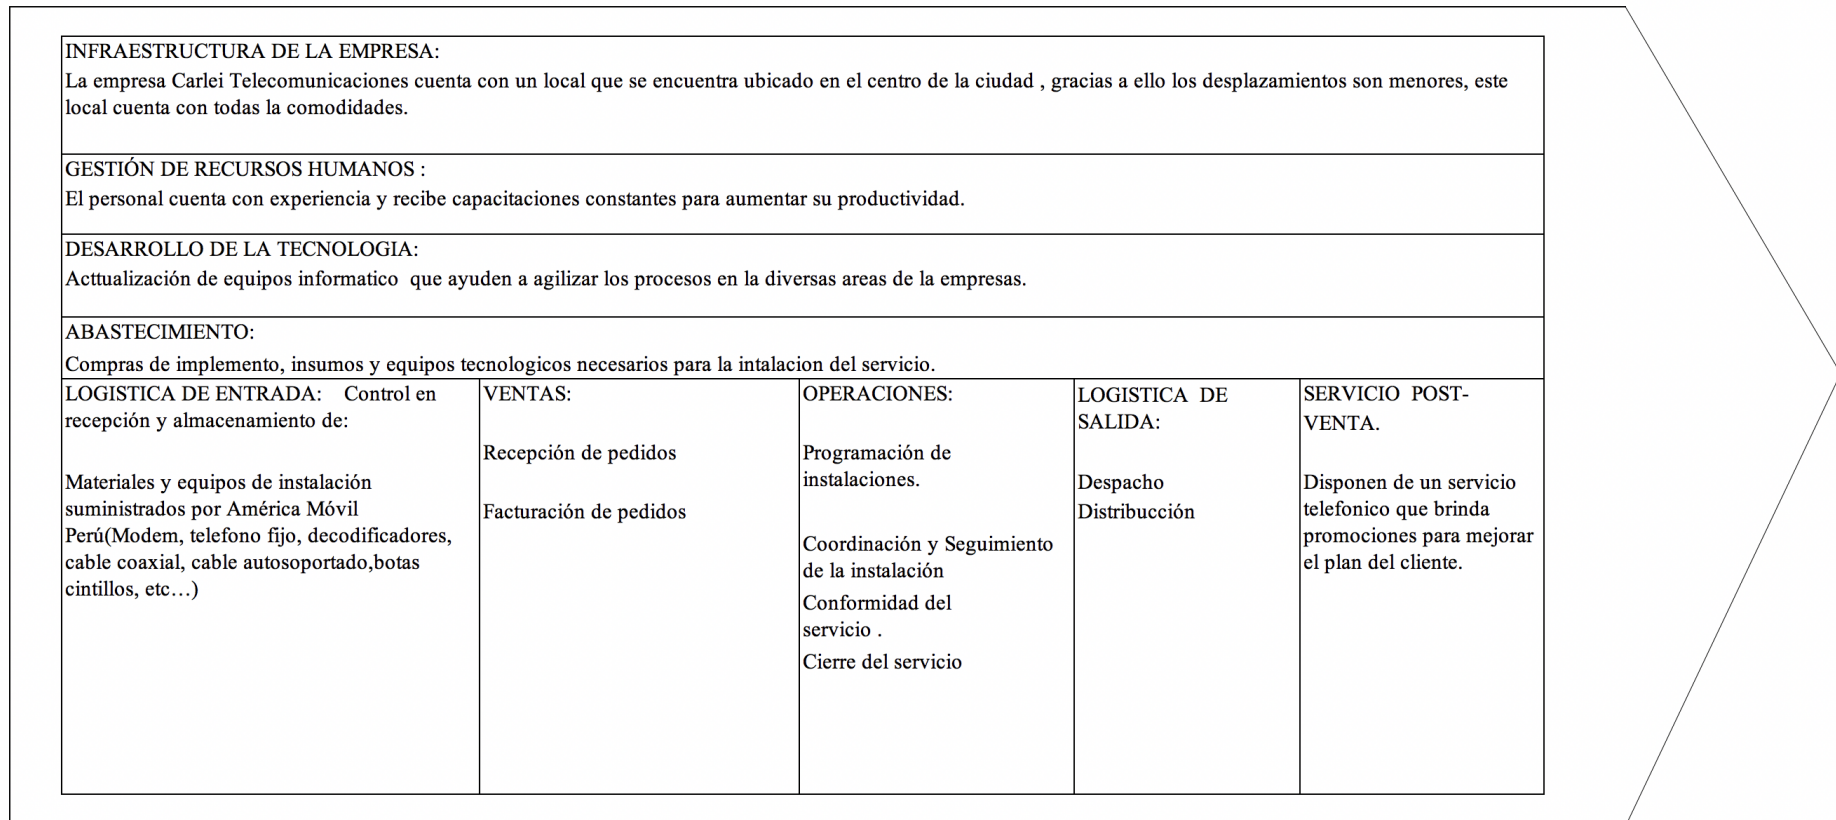 INFRAESTRUCTURA DE LA EMPRESA:
La empresa Carlei Telecomunicaciones cuenta con un local que se encuentra ubicado en el centro de la ciudad , gracias a ello los desplazamientos son menores, este
local cuenta con todas la comodidades.
GESTIÓN DE RECURSOS HUMANOS :
El personal cuenta con experiencia y recibe capacitaciones constantes para aumentar su productividad.
DESARROLLO DE LA TECNOLOGIA:
Acttualización de equipos informatico  que ayuden a agilizar los procesos en la diversas areas de la empresas.
ABASTECIMIENTO:
Compras de implemento, insumos y equipos tecnologicos necesarios para la intalacion del servicio.
LOGISTICA DE ENTRADA:    Control en
recepción y almacenamiento de:
Materiales y equipos de instalación
suministrados por América Móvil
Perú(Modem, telefono fijo, decodificadores,
cable coaxial, cable autosoportado,botas
cintillos, etc…)
VENTAS:
Recepción de pedidos
Facturación de pedidos
OPERACIONES:
Programación de
instalaciones.
Coordinación y Seguimiento
de la instalación
Conformidad del
servicio .
Cierre del servicio
LOGISTICA  DE
SALIDA:
Despacho
Distribucción
SERVICIO  POST-
VENTA.
Disponen de un servicio
telefonico que brinda
promociones para mejorar
el plan del cliente.